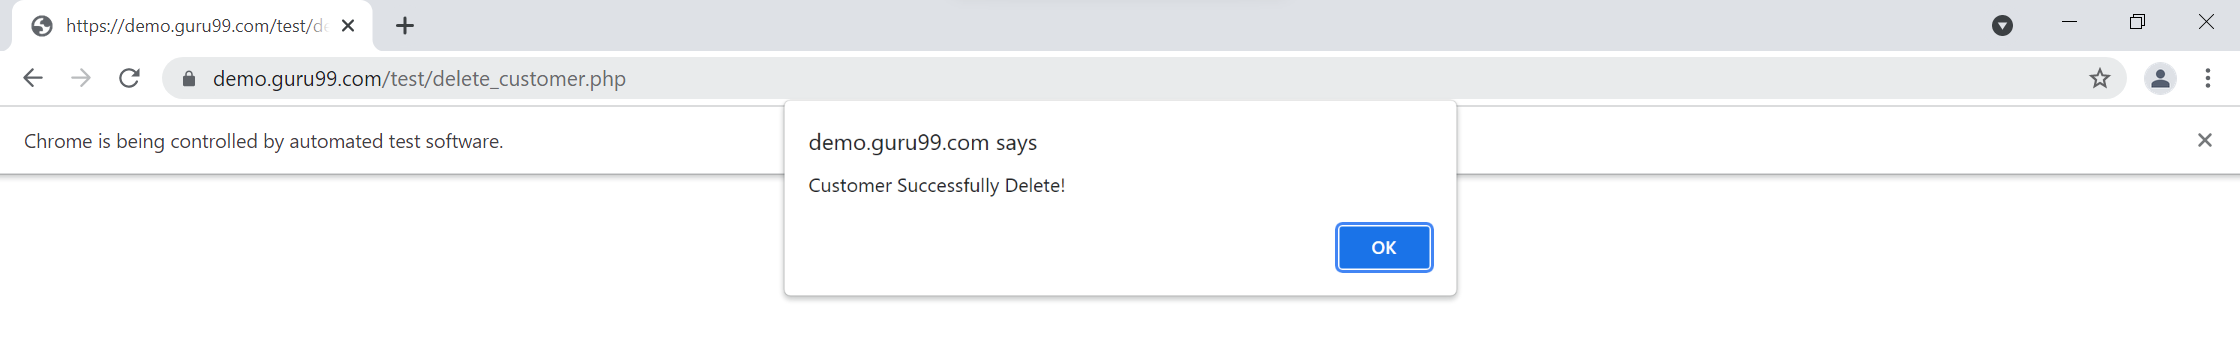 https://demo.guru99.com/test/de
demo.guru99.com/test/delete_customer.php
Chrome is being controlled by automated test software.
demo.guru99.com says
Customer Successfully Delete!
OK